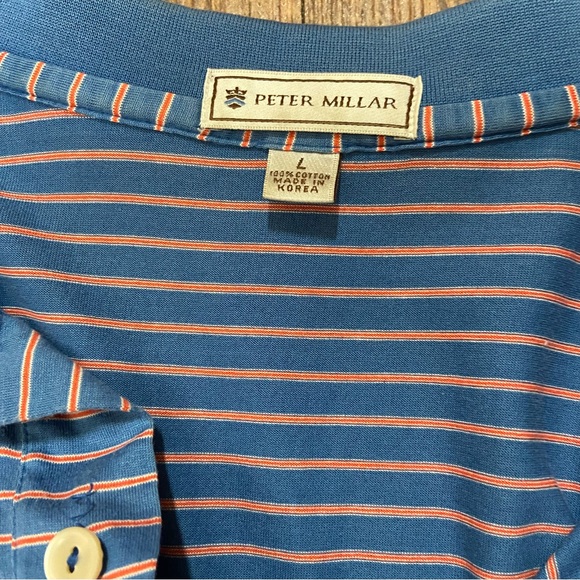 PETER MILLAR
L
100% COTTON
MADE IN
KOREA